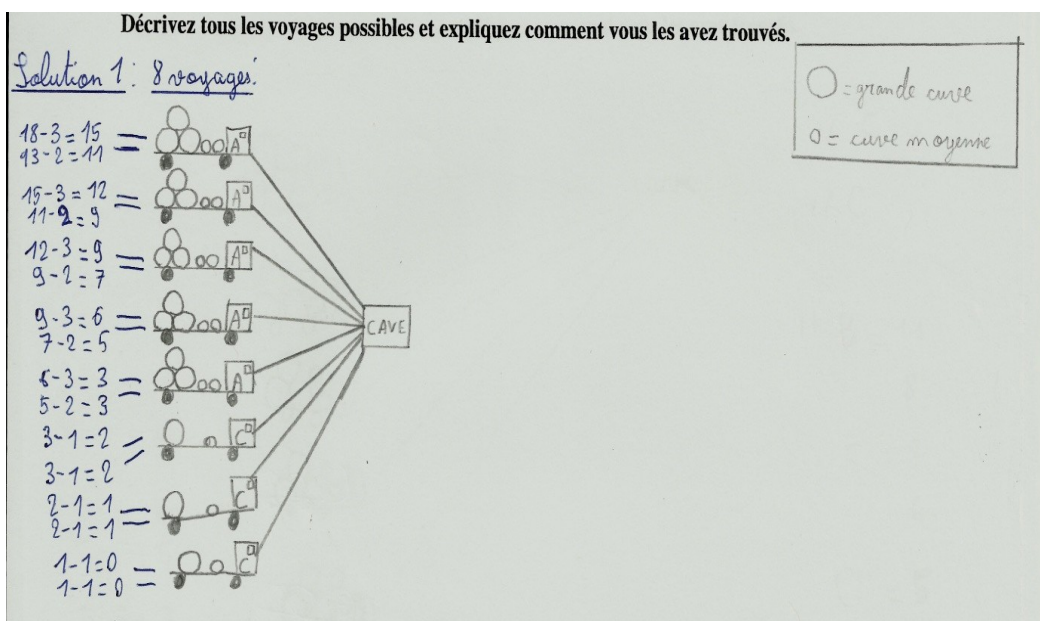 Décrivez tous les voyages possibles et expliquez comment vous les avez trouvés.
Solution 1 : 8 voyages:
= grande cuve
= cuve moyenne
18-3=15
13-2=11
A
15-3=12
11-2=9
A
12-3=9
9-2=7
A
9-3=6
7-2=5
A
CAVE
6-3=3
5-2=3
A
3-1=2
3-1=2
C
2-1=1
2-1=1
C
1-1=0
1-1=0
C